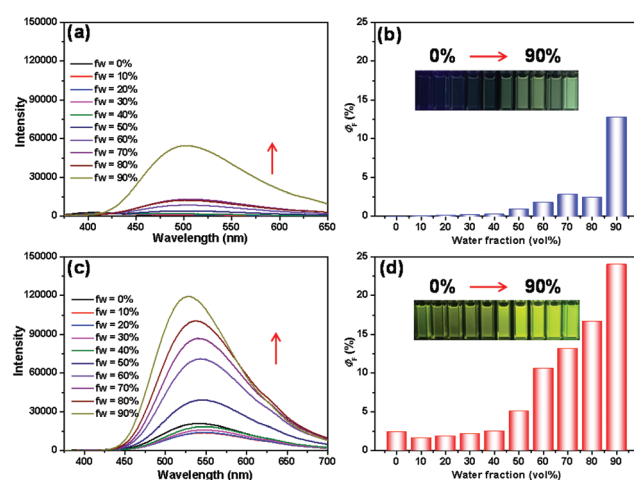 (a)
150000
120000
90000
60000
30000
0
Intensity
fw = 0%
fw = 10%
fw = 20%
fw = 30%
fw = 40%
fw = 50%
fw = 60%
fw = 70%
fw = 80%
fw = 90%
400 450 500 550 600 650
Wavelength (nm)
(b)
25
20
15
10
5
0
ΦF (%)
0% 90%
0 10 20 30 40 50 60 70 80 90
Water fraction (vol%)
(c)
150000
120000
90000
60000
30000
0
Intensity
fw = 0%
fw = 10%
fw = 20%
fw = 30%
fw = 40%
fw = 50%
fw = 60%
fw = 70%
fw = 80%
fw = 90%
400 450 500 550 600 650 700
Wavelength (nm)
(d)
25
20
15
10
5
0
ΦF (%)
0% 90%
0 10 20 30 40 50 60 70 80 90
Water fraction (vol%)